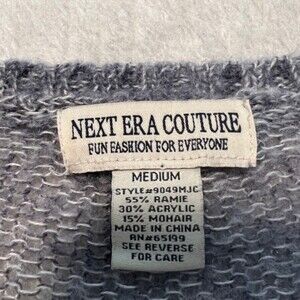 NEXT ERA COUTURE
FUN FASHION FOR EVERYONE
MEDIUM
STYLE#9049MJC
55% RAMIE
30% ACRYLIC
15% MOHAIR
MADE IN CHINA
RN#65199
SEE REVERSE
FOR CARE